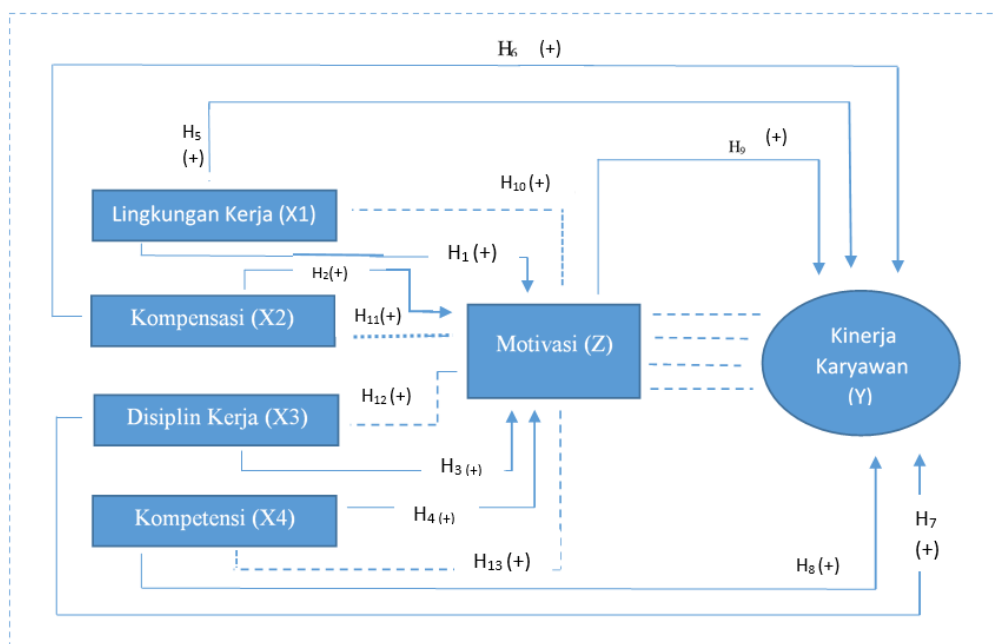 H₆ (+)
H₅
(+)
H₉ (+)
H₁₀ (+)
Lingkungan Kerja (X1)
H₁ (+)
H₂(+)
Kompensasi (X2)
H₁₁(+)
Motivasi (Z)
Kinerja
Karyawan
(Y)
H₁₂ (+)
Disiplin Kerja (X3)
H₃ (+)
Kompetensi (X4)
H₄ (+)
H₇
(+)
H₁₃ (+)
H₈ (+)